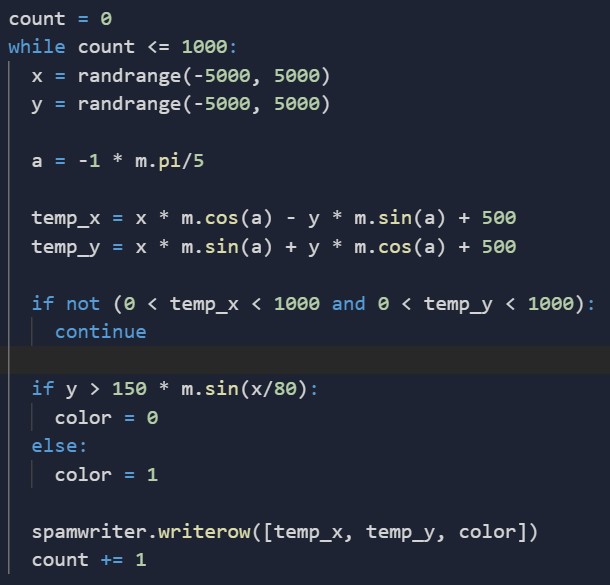 count = 0
while count <= 1000:
x = randrange(-5000, 5000)
y = randrange(-5000, 5000)
a = -1 * m.pi/5
temp_x = x * m.cos(a) - y * m.sin(a) + 500
temp_y = x * m.sin(a) + y * m.cos(a) + 500
if not (0 < temp_x < 1000 and 0 < temp_y < 1000):
continue
if y > 150 * m.sin(x/80):
color = 0
else:
color = 1
spamwriter.writerow([temp_x, temp_y, color])
count += 1